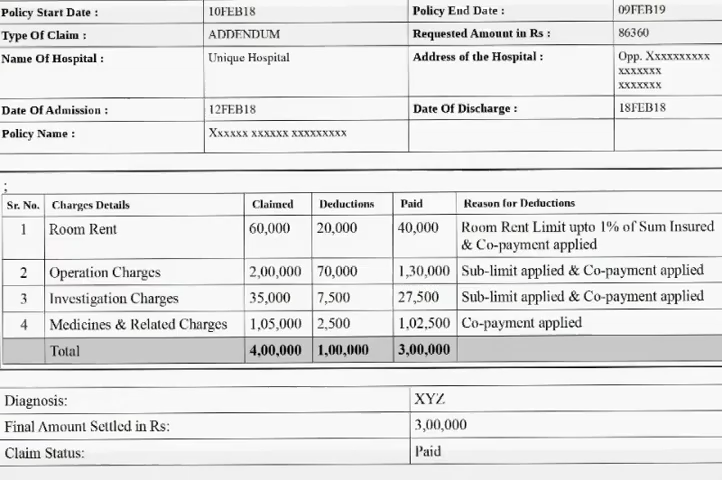 Policy Start Date : 10FEB18 Policy End Date : 09FEB19
Type Of Claim : ADDENDUM Requested Amount in Rs : 86360
Name Of Hospital : Unique Hospital Address of the Hospital : Opp. Xxxxxxxxxx
xxxxxxx
xxxxxxx
Date Of Admission : 12FEB18 Date Of Discharge : 18FEB18
Policy Name : Xxxxxx xxxxxx xxxxxxxxx
;
Sr. No. Charges Details Claimed Deductions Paid Reason for Deductions
1 Room Rent 60,000 20,000 40,000 Room Rent Limit upto 1% of Sum Insured
& Co-payment applied
2 Operation Charges 2,00,000 70,000 1,30,000 Sub-limit applied & Co-payment applied
3 Investigation Charges 35,000 7,500 27,500 Sub-limit applied & Co-payment applied
4 Medicines & Related Charges 1,05,000 2,500 1,02,500 Co-payment applied
Total 4,00,000 1,00,000 3,00,000
Diagnosis: XYZ
Final Amount Settled in Rs: 3,00,000
Claim Status: Paid